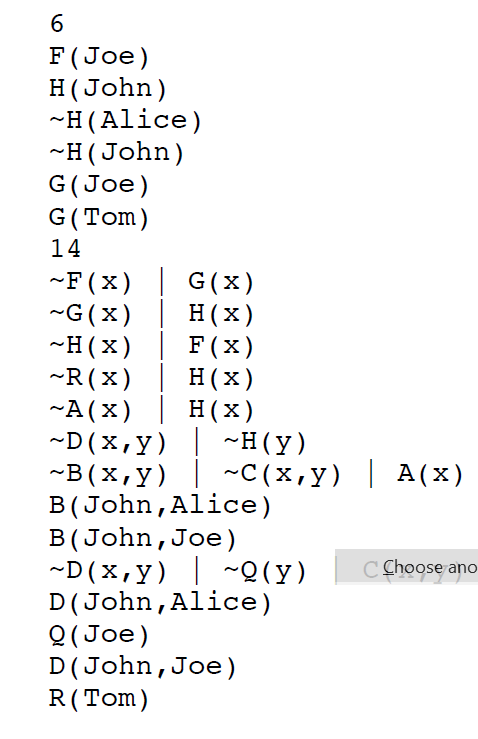 6
F(Joe)
H(John)
~H(Alice)
~H(John)
G(Joe)
G(Tom)
14
~F(x) | G(x)
~G(x) | H(x)
~H(x) | F(x)
~R(x) | H(x)
~A(x) | H(x)
~D(x,y) | ~H(y)
~B(x,y) | ~C(x,y) | A(x)
B(John,Alice)
B(John,Joe)
~D(x,y) | ~Q(y) | C(x,y)
Choose ano
D(John,Alice)
Q(Joe)
D(John,Joe)
R(Tom)